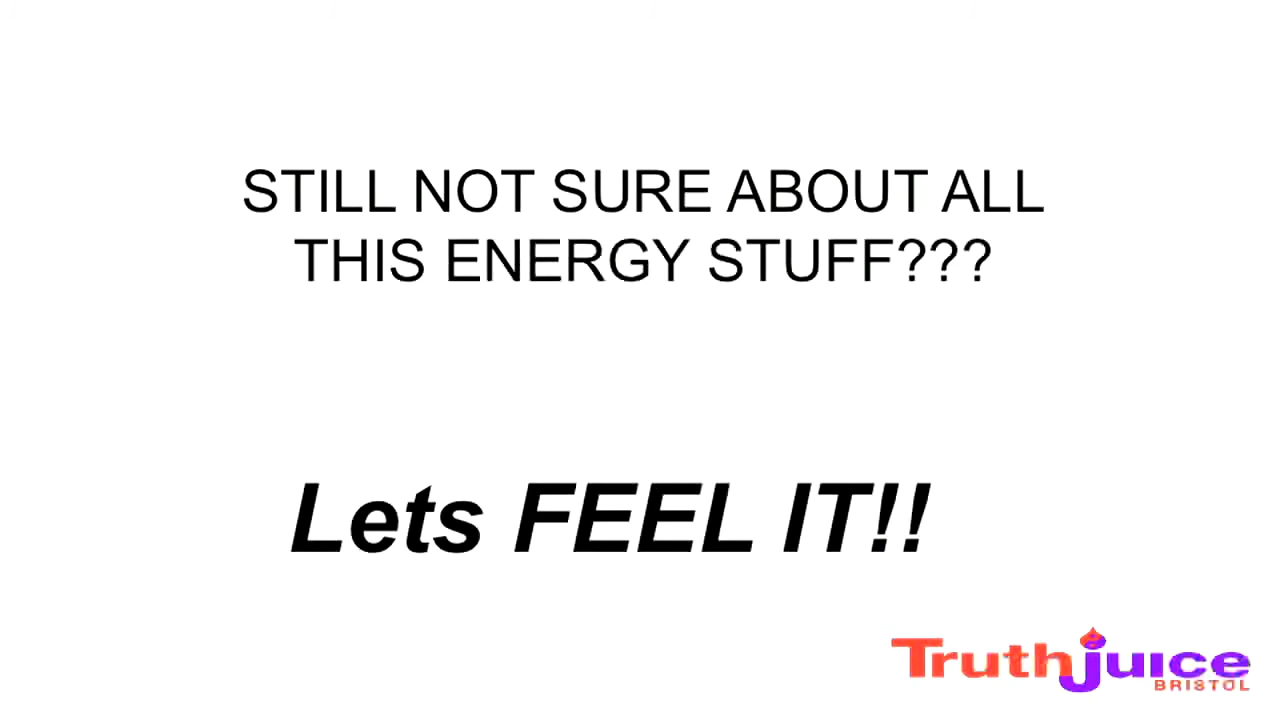 STILL NOT SURE ABOUT ALL
THIS ENERGY STUFF???
Lets FEEL IT!!
Truthjuice
BRISTOL